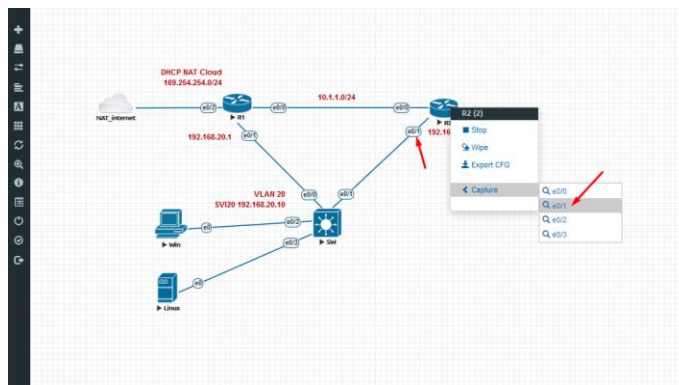 DHCP NAT Cloud
169.254.254.0/24
NAT_internet
e0/2
R1
e0/0
10.1.1.0/24
e0/0
192.168.20.1
e0/1
e0/1
192.16
R2 (2)
Stop
Wipe
Export CFG
Capture
e0/0
e0/1
e0/2
e0/3
VLAN 20
SVI20 192.168.20.10
e0/0
e0/1
Win
e0
e0/2
SW
e0/3
Linux
e0